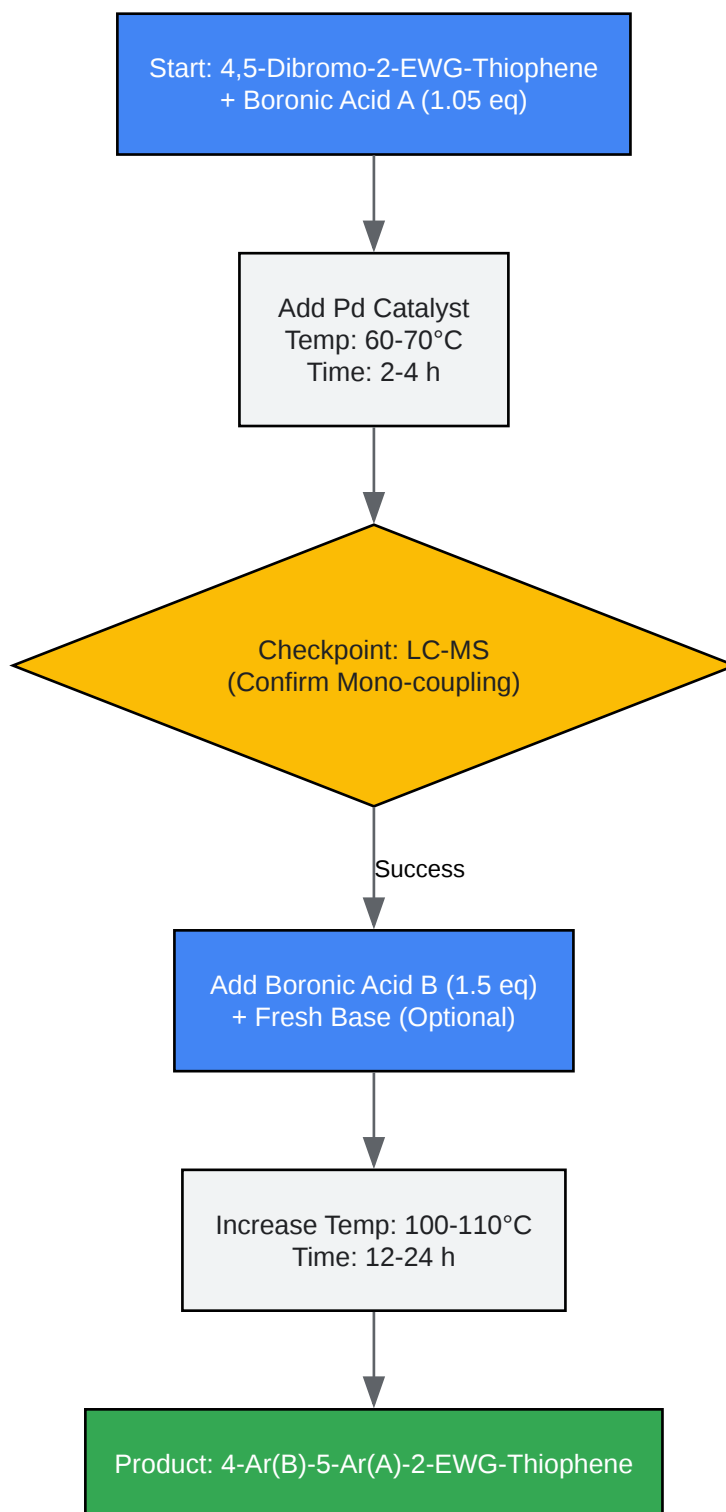 Start: 4,5-Dibromo-2-EWG-Thiophene
+ Boronic Acid A (1.05 eq)
Add Pd Catalyst
Temp: 60-70°C
Time: 2-4 h
Checkpoint: LC-MS
(Confirm Mono-coupling)
Success
Add Boronic Acid B (1.5 eq)
+ Fresh Base (Optional)
Increase Temp: 100-110°C
Time: 12-24 h
Product: 4-Ar(B)-5-Ar(A)-2-EWG-Thiophene